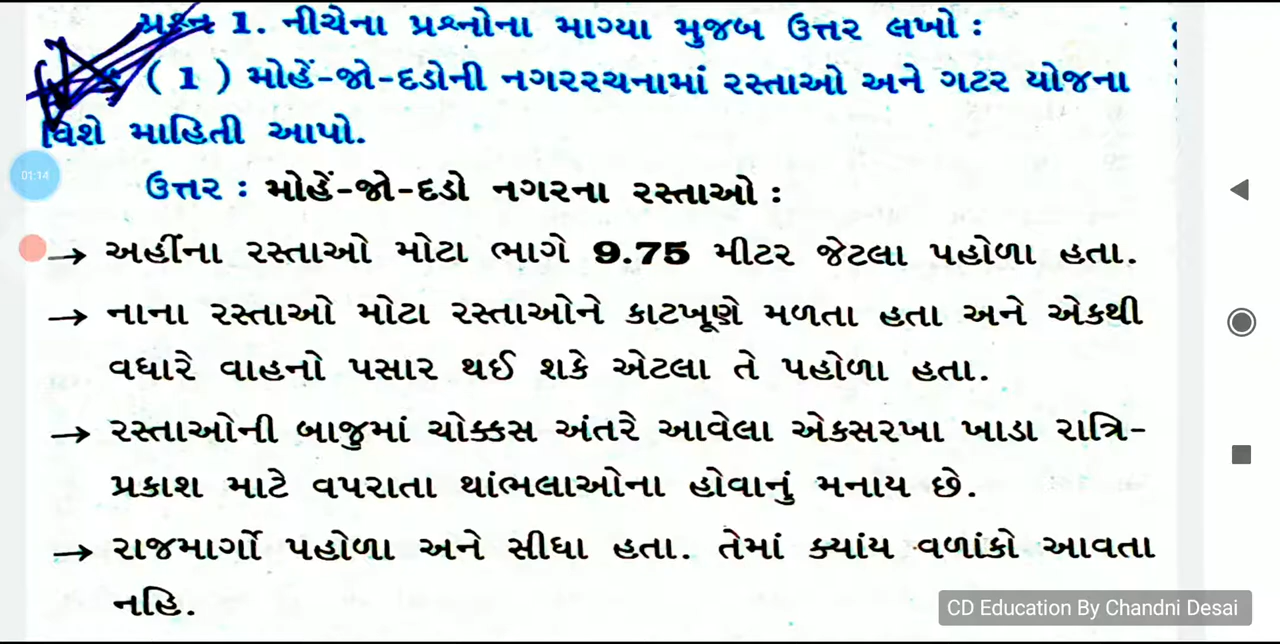 પ્રશ્ન 1. નીચેના પ્રશ્નોના માગ્યા મુજબ ઉત્તર લખો :
( 1 ) મોહેં-જો-દડોની નગરરચનામાં રસ્તાઓ અને ગટર યોજના
વિશે માહિતી આપો.
01:14
ઉત્તર : મોહેં-જો-દડો નગરના રસ્તાઓ :
→ અહીંના રસ્તાઓ મોટા ભાગે 9.75 મીટર જેટલા પહોળા હતા.
→ નાના રસ્તાઓ મોટા રસ્તાઓને કાટખૂણે મળતા હતા અને એકથી
વધારે વાહનો પસાર થઈ શકે એટલા તે પહોળા હતા.
→ રસ્તાઓની બાજુમાં ચોક્કસ અંતરે આવેલા એકસરખા ખાડા રાત્રિ-
પ્રકાશ માટે વપરાતા થાંભલાઓના હોવાનું મનાય છે.
→ રાજમાર્ગો પહોળા અને સીધા હતા. તેમાં ક્યાંય વળાંકો આવતા
નહિ.
CD Education By Chandni Desai